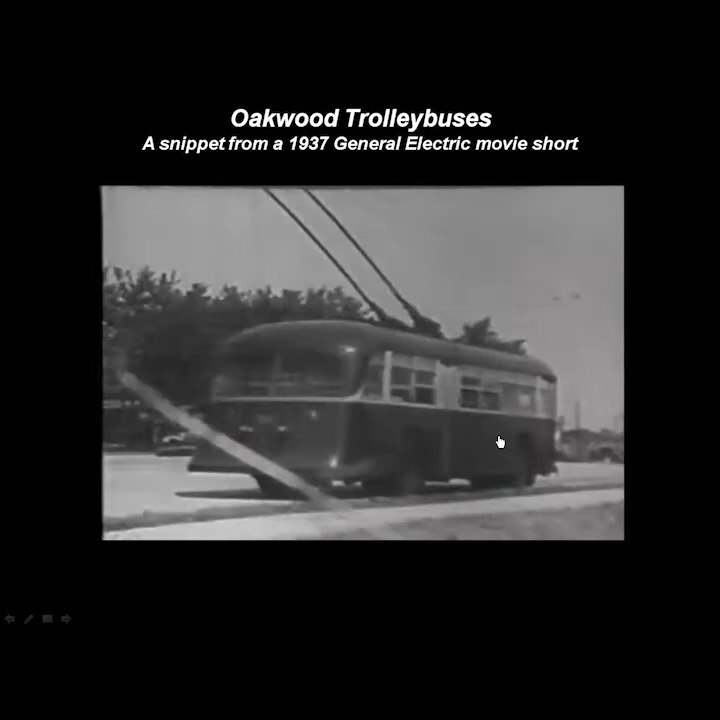 Oakwood Trolleybuses
A snippet from a 1937 General Electric movie short